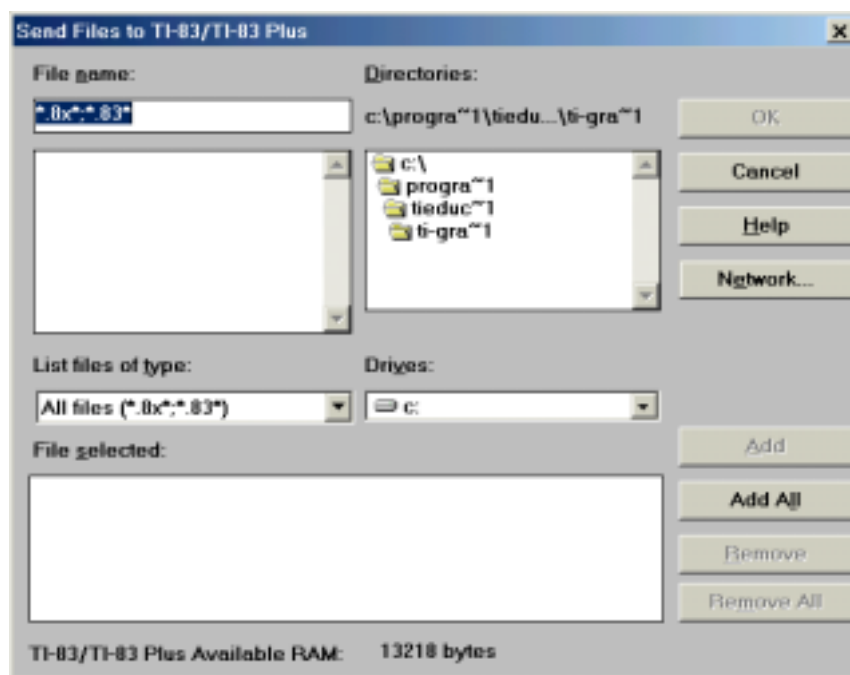 Send Files to TI-83/TI-83 Plus
File name:
Directories:
*.8x*;*.83*
c:\progra~1\tiedu...\ti-gra~1
OK
c:\
progra~1
tieduc~1
ti-gra~1
Cancel
Help
Network...
List files of type:
Drives:
All files (*.8x*;*.83*)
c:
File selected:
Add
Add All
Remove
Remove All
TI-83/TI-83 Plus Available RAM: 13218 bytes